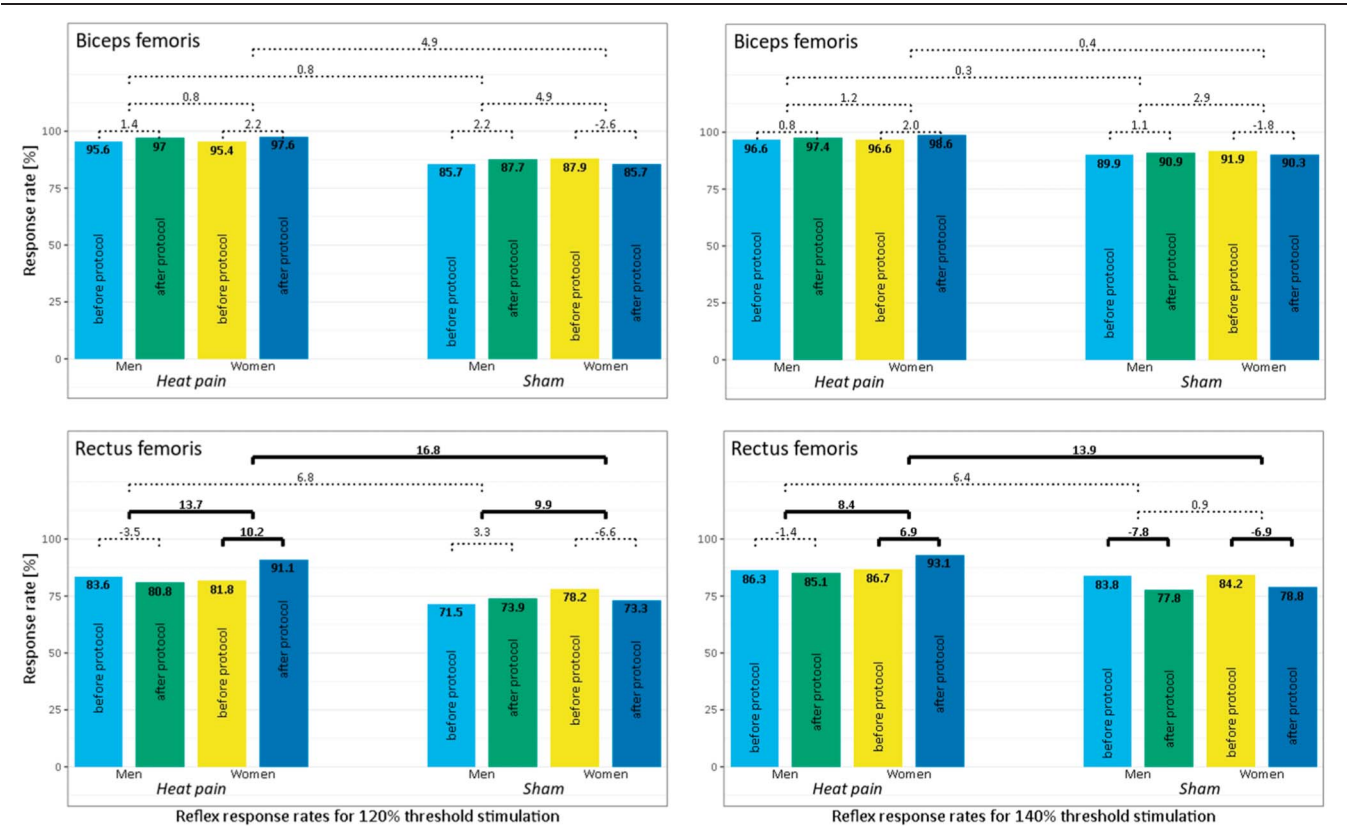 Biceps femoris
4.9
0.8
0.8 4.9
1.4 2.2 2.2 -2.6
100
95.6 97 95.4 97.6 85.7 87.7 87.9 85.7
75
50
25
0
Response rate [%]
before protocol after protocol before protocol after protocol before protocol after protocol before protocol after protocol
Men Women Men Women
Heat pain Sham
Biceps femoris
0.4
0.3
1.2 2.9
0.8 2.0 1.1 -1.8
100
96.6 97.4 96.6 98.6 89.9 90.9 91.9 90.3
75
50
25
0
before protocol after protocol before protocol after protocol before protocol after protocol before protocol after protocol
Men Women Men Women
Heat pain Sham
Rectus femoris
16.8
6.8
13.7 9.9
-3.5 10.2 3.3 -6.6
100
83.6 80.8 81.8 91.1 71.5 73.9 78.2 73.3
75
50
25
0
Response rate [%]
before protocol after protocol before protocol after protocol before protocol after protocol before protocol after protocol
Men Women Men Women
Heat pain Sham
Reflex response rates for 120% threshold stimulation
Rectus femoris
13.9
6.4
8.4 0.9
-1.4 6.9 -7.8 -6.9
100
86.3 85.1 86.7 93.1 83.8 77.8 84.2 78.8
75
50
25
0
before protocol after protocol before protocol after protocol before protocol after protocol before protocol after protocol
Men Women Men Women
Heat pain Sham
Reflex response rates for 140% threshold stimulation